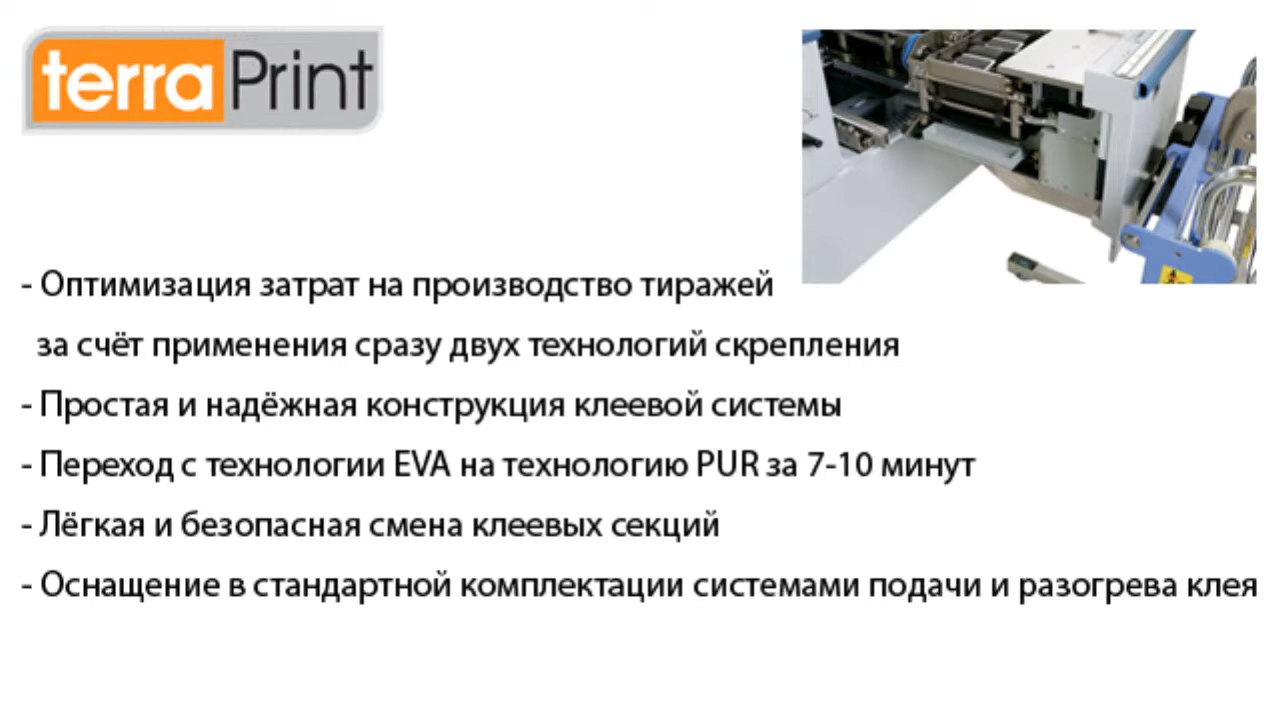 terra Print
- Оптимизация затрат на производство тиражей
за счёт применения сразу двух технологий скрепления
- Простая и надёжная конструкция клеевой системы
- Переход с технологии EVA на технологию PUR за 7-10 минут
- Лёгкая и безопасная смена клеевых секций
- Оснащение в стандартной комплектации системами подачи и разогрева клея